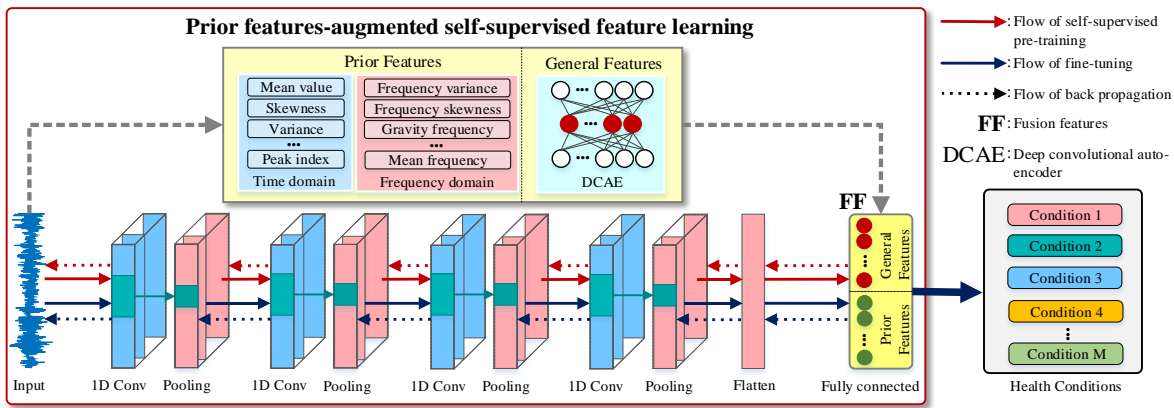 Prior features-augmented self-supervised feature learning
Prior Features
General Features
Mean value
Skewness
Variance
...
Peak index
Time domain
Frequency variance
Frequency skewness
Gravity frequency
...
Mean frequency
Frequency domain
...
...
...
DCAE
: Flow of self-supervised
pre-training
: Flow of fine-tuning
: Flow of back propagation
FF : Fusion features
DCAE : Deep convolutional auto-
encoder
FF
General
Features
...
Prior
Features
...
Condition 1
Condition 2
Condition 3
Condition 4
...
Condition M
Health Conditions
Input
1D Conv
Pooling
1D Conv
Pooling
1D Conv
Pooling
1D Conv
Pooling
Flatten
Fully connected